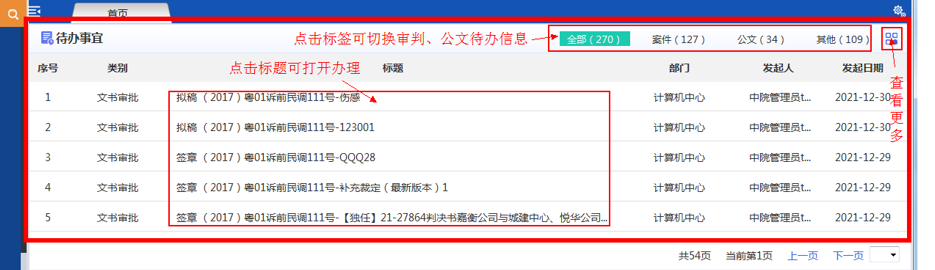 首页
待办事宜
点击标签可切换审判、公文待办信息
全部（270） 案件（127） 公文（34） 其他（109）
点击标题可打开办理
查看更多
序号 类别 标题 部门 发起人 发起日期
1 文书审批 拟稿 （2017）粤01诉前民调111号-伤感 计算机中心 中院管理员t... 2021-12-30
2 文书审批 拟稿 （2017）粤01诉前民调111号-123001 计算机中心 中院管理员t... 2021-12-30
3 文书审批 签章 （2017）粤01诉前民调111号-QQQ28 计算机中心 中院管理员t... 2021-12-29
4 文书审批 签章 （2017）粤01诉前民调111号-补充裁定（最新版本）1 计算机中心 中院管理员t... 2021-12-29
5 文书审批 签章 （2017）粤01诉前民调111号-【独任】21-27864判决书嘉衡公司与城建中心、悦华公司... 计算机中心 中院管理员t... 2021-12-29
共54页 当前第1页 上一页 下一页